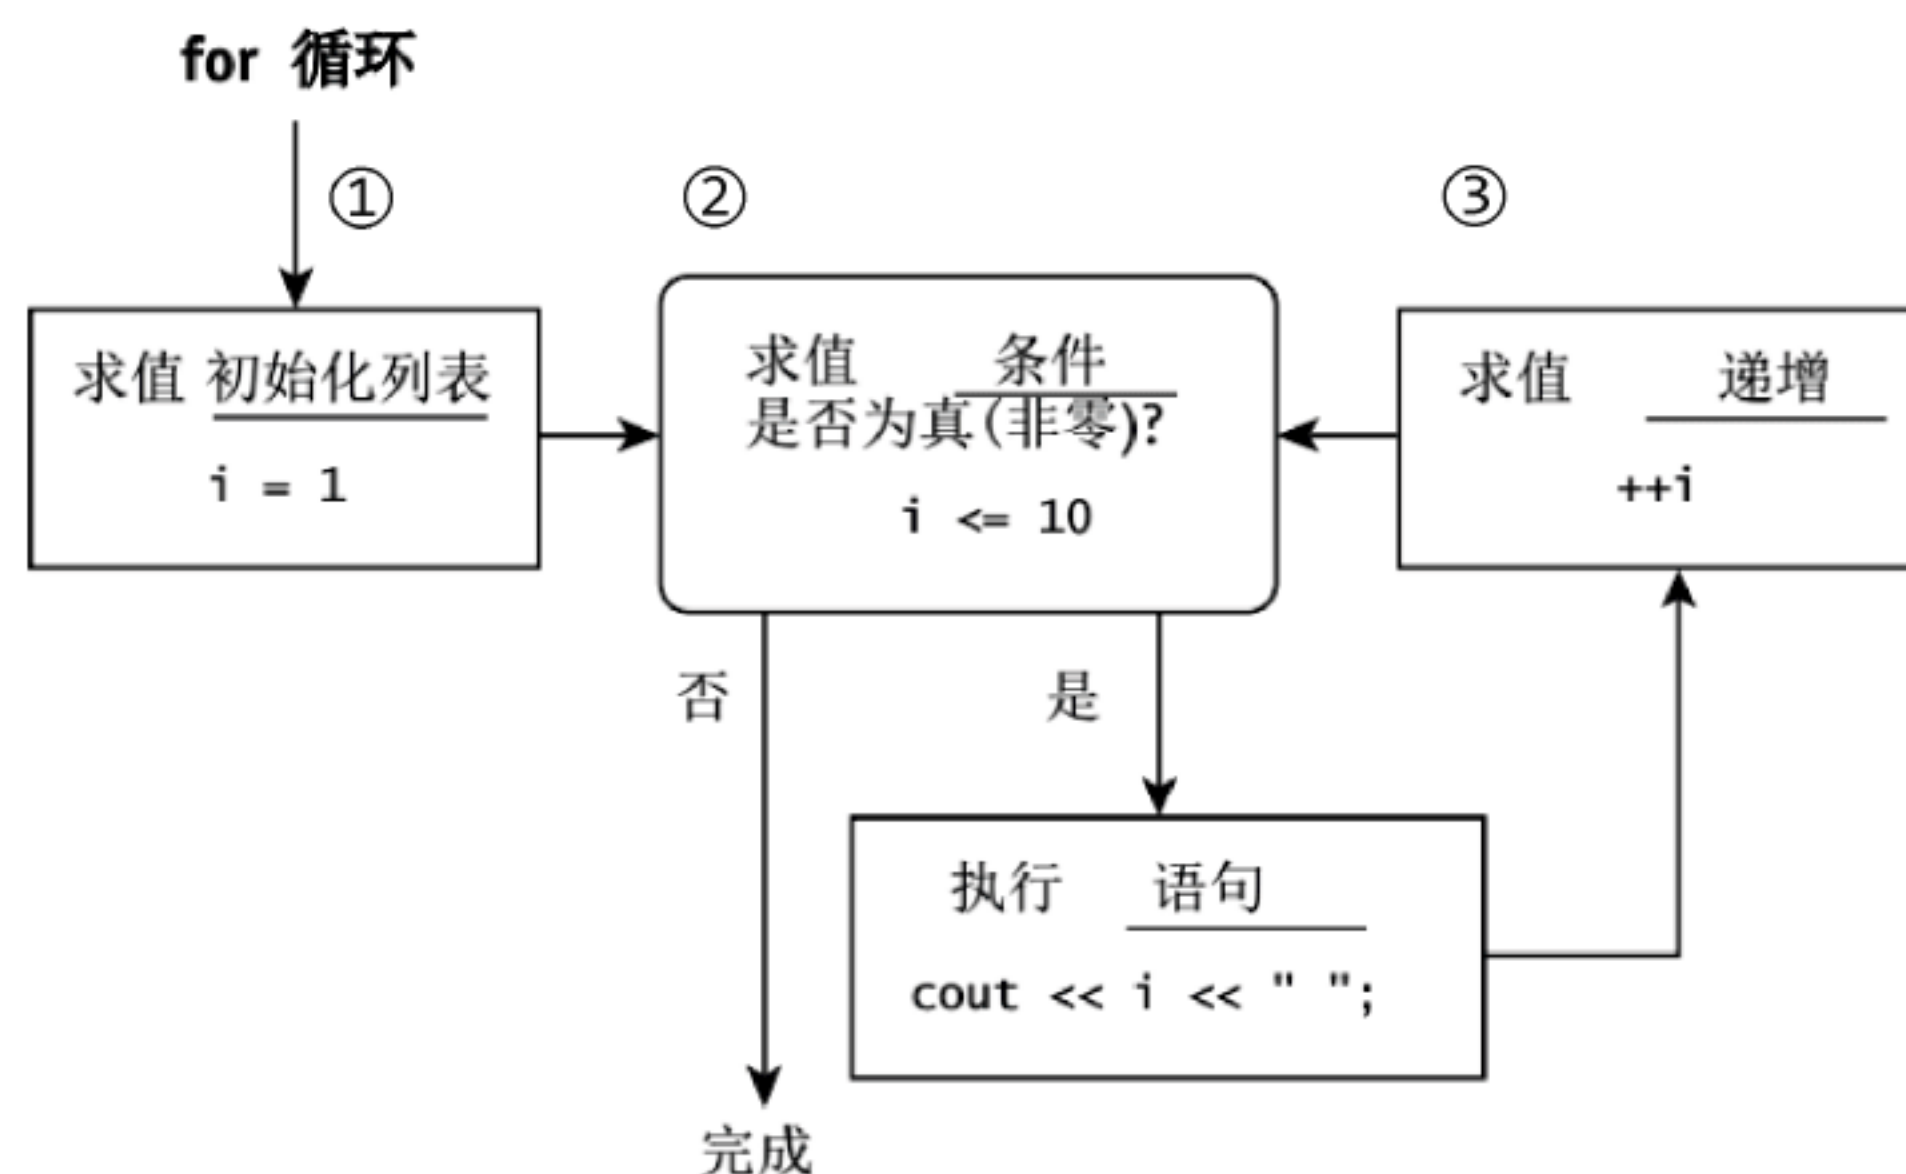 for 循环
①
②
③
求值 初始化列表
i = 1
求值 条件
是否为真(非零)?
i <= 10
求值 递增
++i
否
是
执行 语句
cout << i << " ";
完成